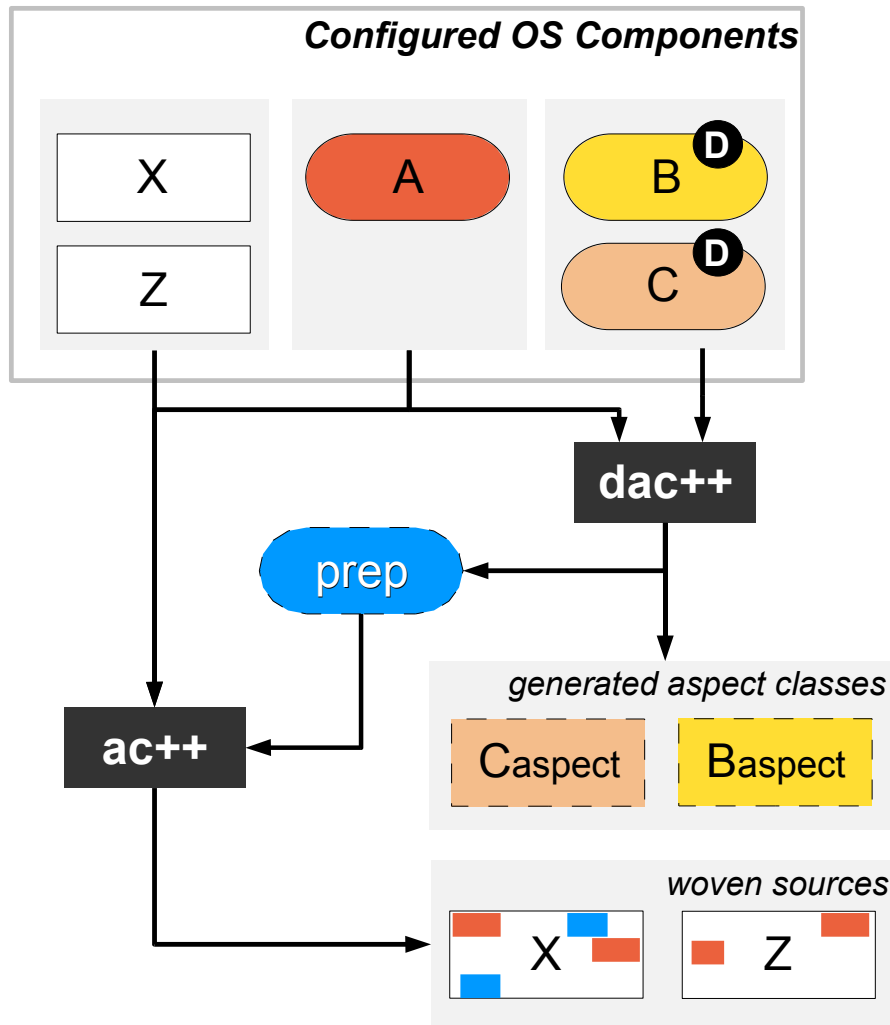 Configured OS Components
X
A
B
D
Z
C
D
dac++
prep
generated aspect classes
ac++
Caspect
Baspect
woven sources
X
Z